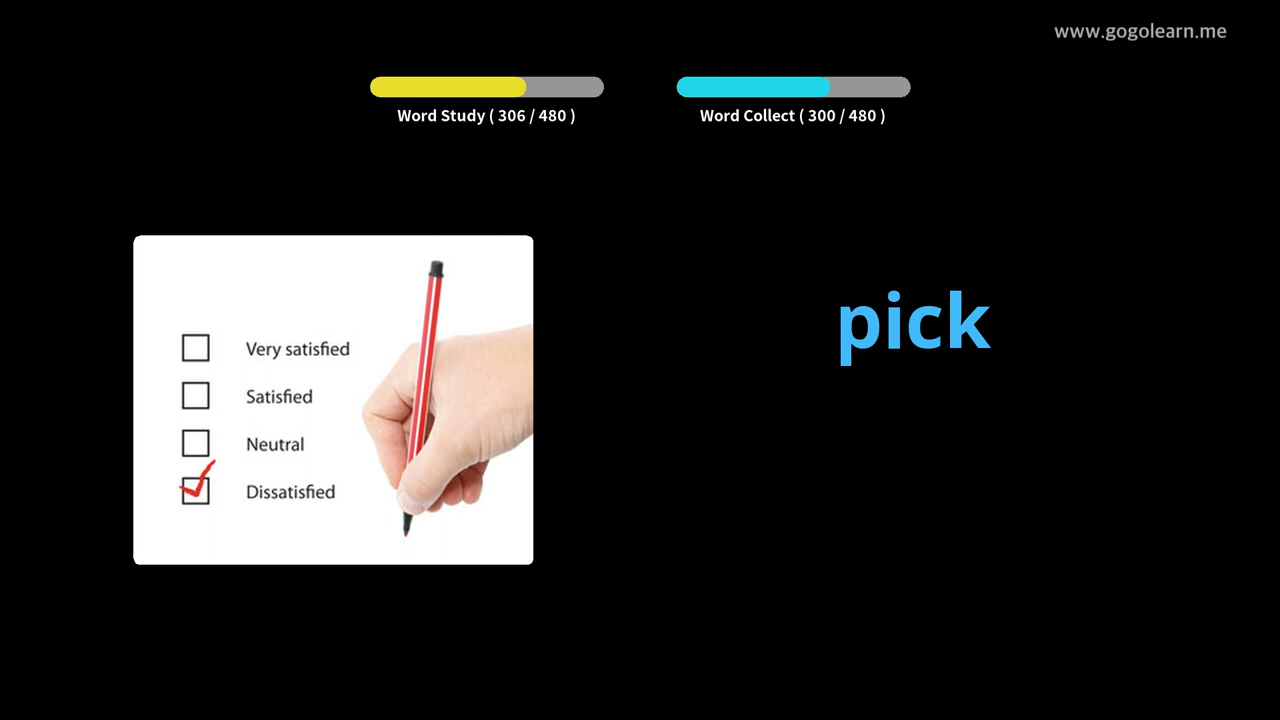 www.gogolearn.me
Word Study ( 306 / 480 )
Word Collect ( 300 / 480 )
pick
Very satisfied
Satisfied
Neutral
Dissatisfied